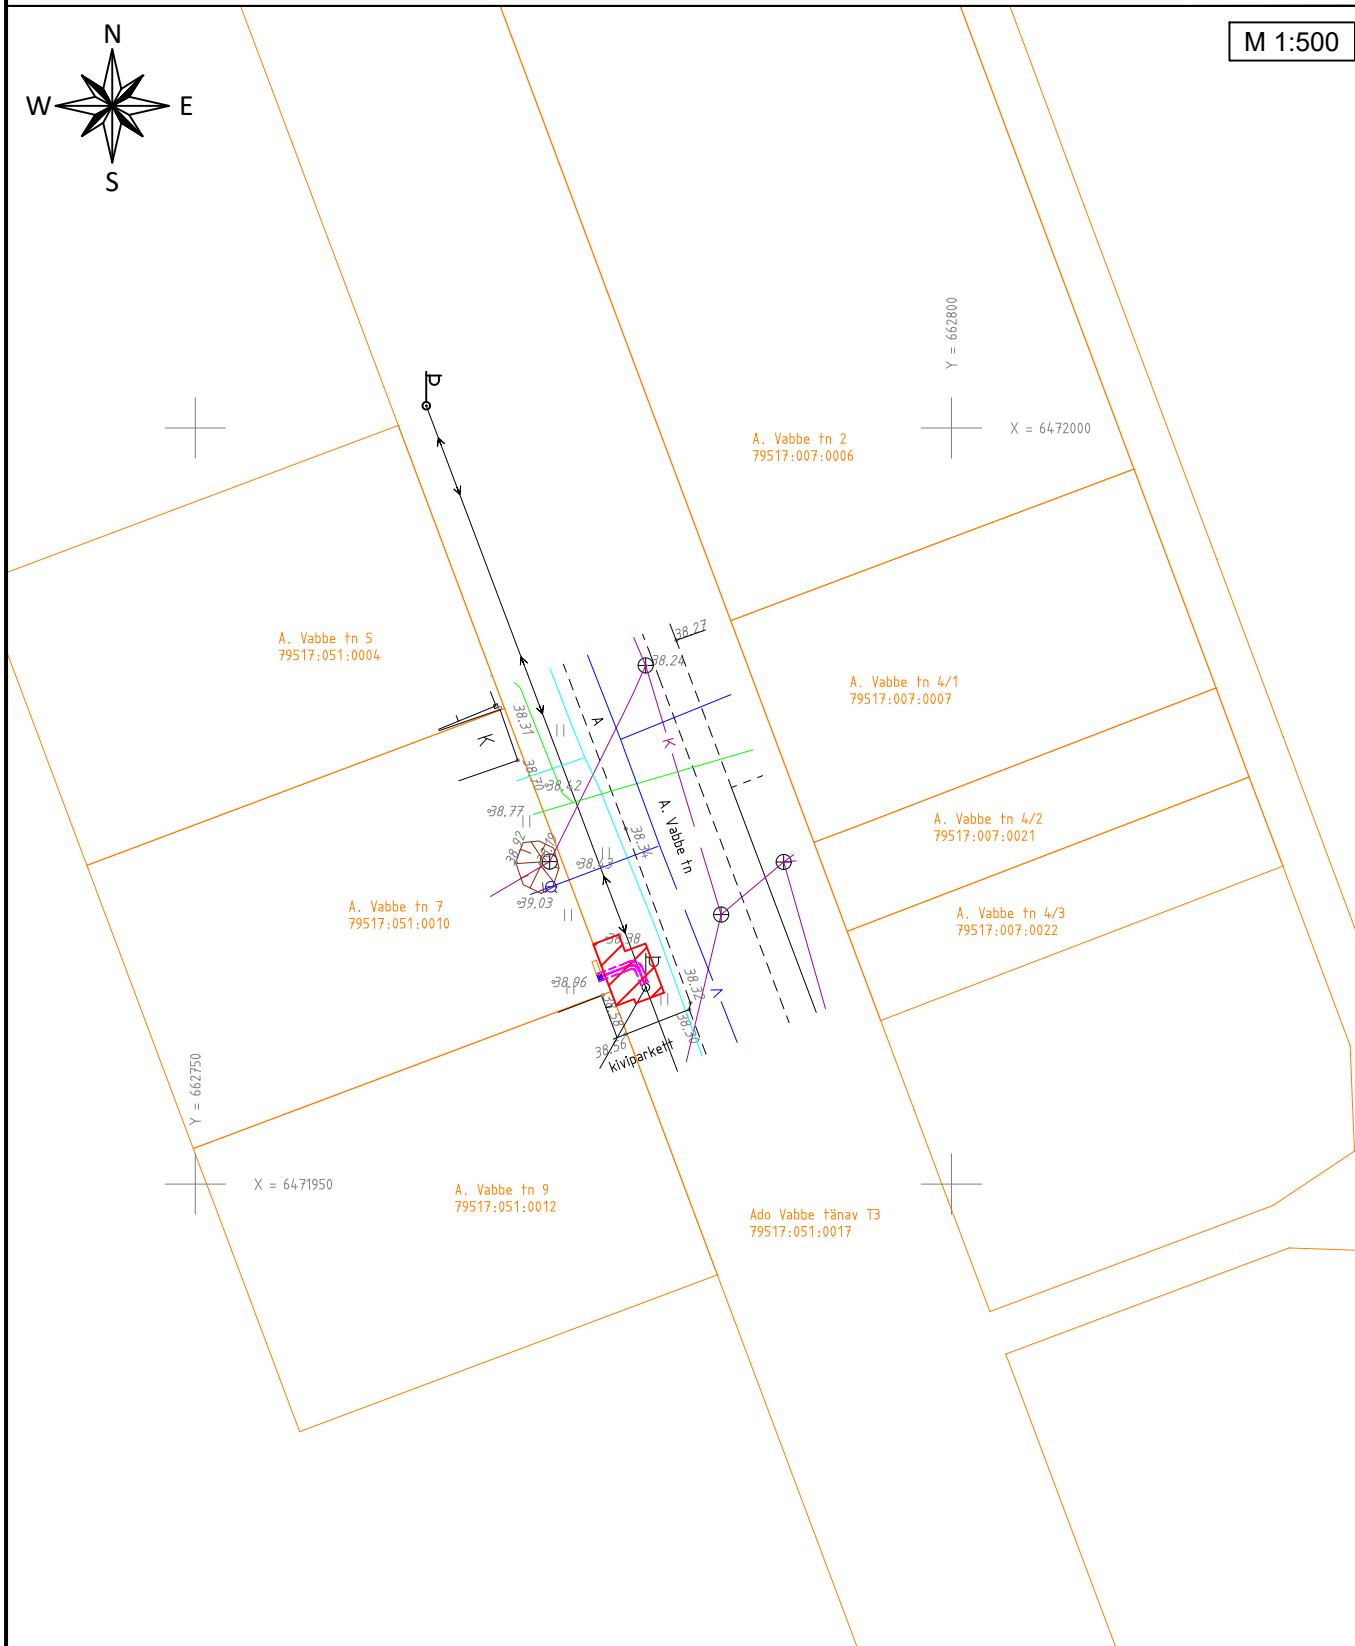 M 1:500
N
W E
S
Y = 662800
X = 6472000
A. Vabbe tn 2
79517:007:0006
A. Vabbe tn 5
79517:051:0004
38.27
38.24
A. Vabbe tn 4/1
79517:007:0007
38.31
A
K
K
38.70
38.42
38.77
A. Vabbe tn
A. Vabbe tn 4/2
79517:007:0021
38.92
38.34
38.43
39.03
A. Vabbe tn 7
79517:051:0010
A. Vabbe tn 4/3
79517:007:0022
38.38
38.96
38.32
V
38.58
38.30
38.56
kiviparkett
Y = 662750
X = 6471950
A. Vabbe tn 9
79517:051:0012
Ado Vabbe tänav T3
79517:051:0017